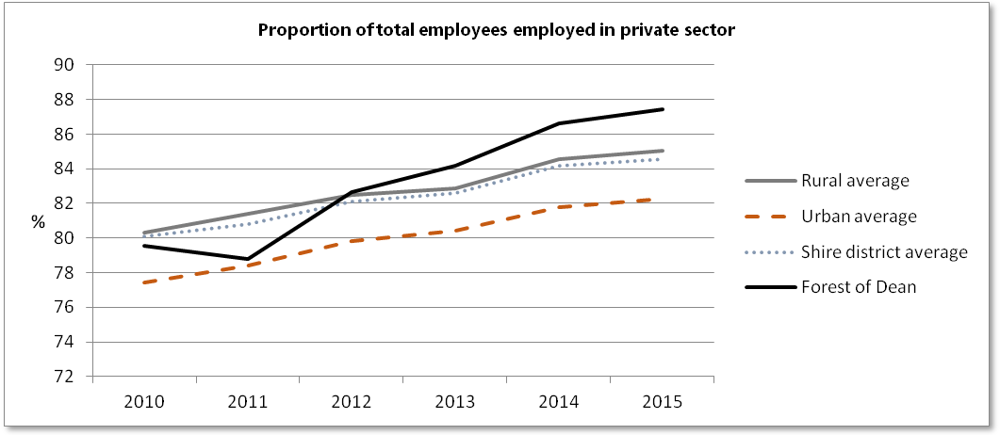 Proportion of total employees employed in private sector
90
88
86
84
82
80
78
76
74
72
%
2010 2011 2012 2013 2014 2015
Rural average
Urban average
Shire district average
Forest of Dean